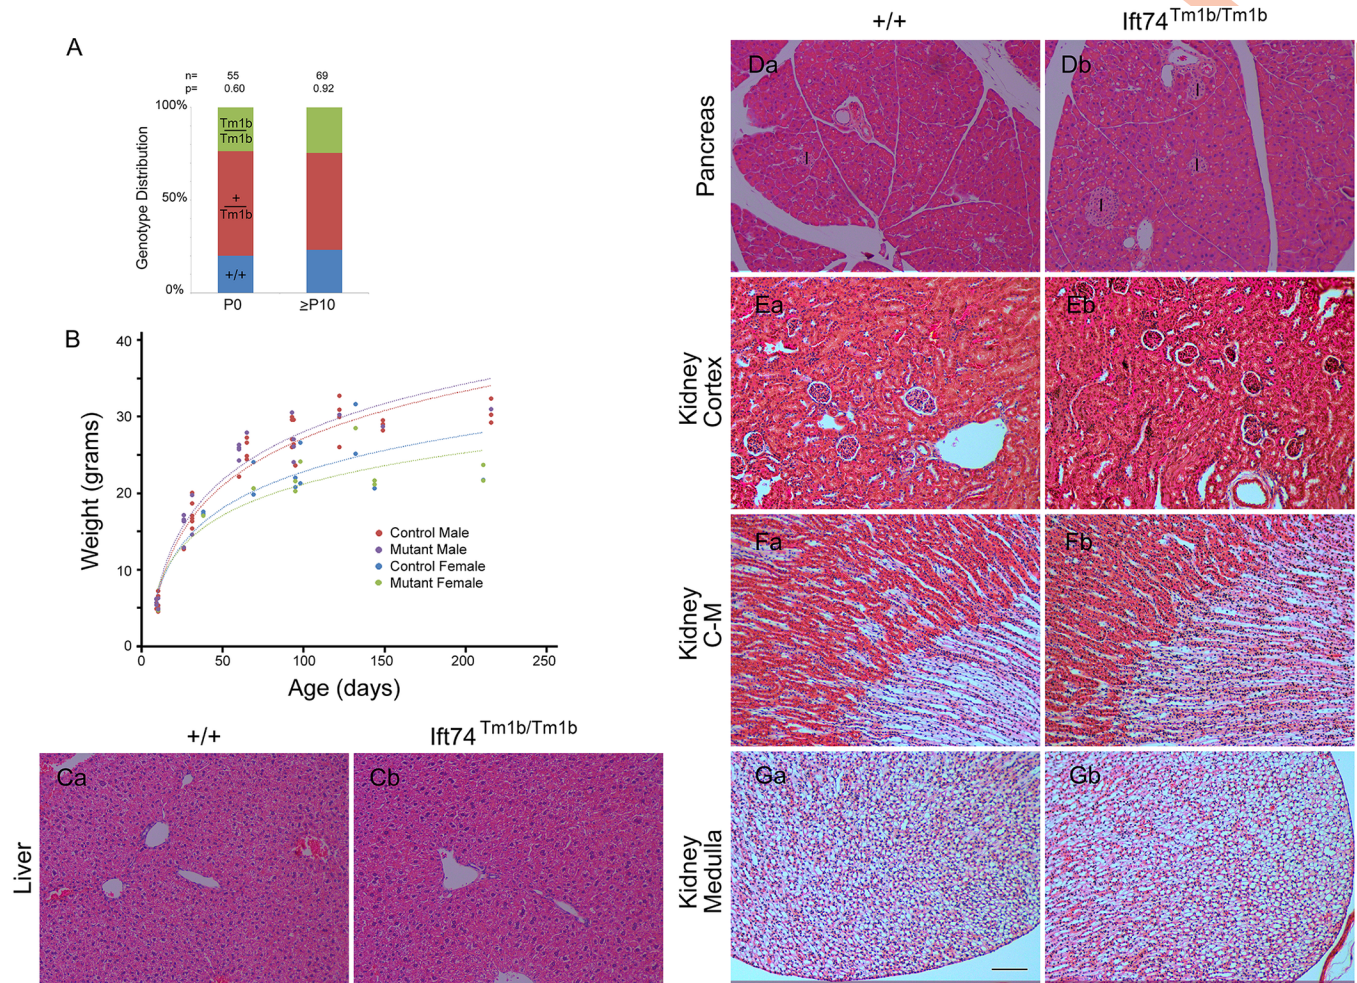 A
n= 55 69
p= 0.60 0.92
100%
50%
0%
Genotype Distribution
Tm1b
Tm1b
+
Tm1b
+/+
P0 ≥P10
B
40
30
20
10
0
Weight (grams)
Control Male
Mutant Male
Control Female
Mutant Female
0 50 100 150 200 250
Age (days)
+/+ Ift74 Tm1b/Tm1b
Liver
Ca Cb
+/+ Ift74 Tm1b/Tm1b
Pancreas
Da Db
I I
I I
Kidney
Cortex
Ea Eb
Kidney
C-M
Fa Fb
Kidney
Medulla
Ga Gb